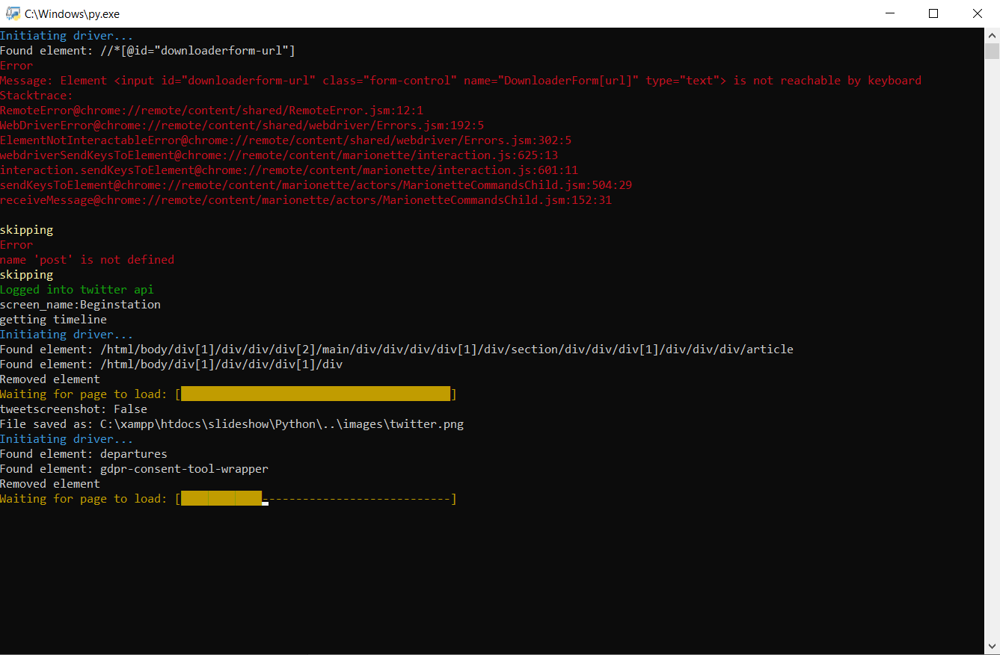 C:\Windows\py.exe
Initiating driver...
Found element: //*[@id="downloaderform-url"]
Error
Message: Element <input id="downloaderform-url" class="form-control" name="DownloaderForm[url]" type="text"> is not reachable by keyboard
Stacktrace:
RemoteError@chrome://remote/content/shared/RemoteError.jsm:12:1
WebDriverError@chrome://remote/content/shared/webdriver/Errors.jsm:192:5
ElementNotInteractableError@chrome://remote/content/shared/webdriver/Errors.jsm:302:5
webdriverSendKeysToElement@chrome://remote/content/marionette/interaction.js:625:13
interaction.sendKeysToElement@chrome://remote/content/marionette/interaction.js:601:11
sendKeysToElement@chrome://remote/content/marionette/actors/MarionetteCommandsChild.jsm:504:29
receiveMessage@chrome://remote/content/marionette/actors/MarionetteCommandsChild.jsm:152:31
skipping
Error
name 'post' is not defined
skipping
Logged into twitter api
screen_name:Beginstation
getting timeline
Initiating driver...
Found element: /html/body/div[1]/div/div/div[2]/main/div/div/div/div[1]/div/section/div/div/div[1]/div/div/div/article
Found element: /html/body/div[1]/div/div/div[1]/div
Removed element
Waiting for page to load: [████████████████████████████████████████]
tweetscreenshot: False
File saved as: C:\xampp\htdocs\slideshow\Python\..\images\twitter.png
Initiating driver...
Found element: departures
Found element: gdpr-consent-tool-wrapper
Removed element
Waiting for page to load: [████████████----------------------------]